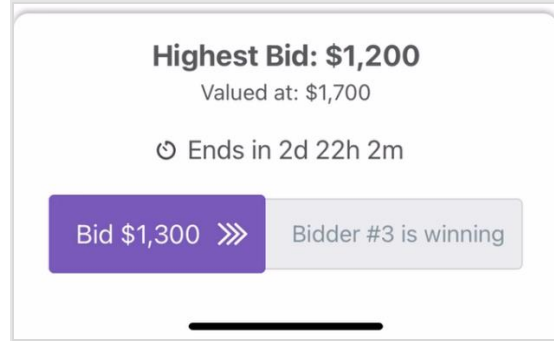 Highest Bid: $1,200
Valued at: $1,700
Ends in 2d 22h 2m
Bid $1,300
Bidder #3 is winning